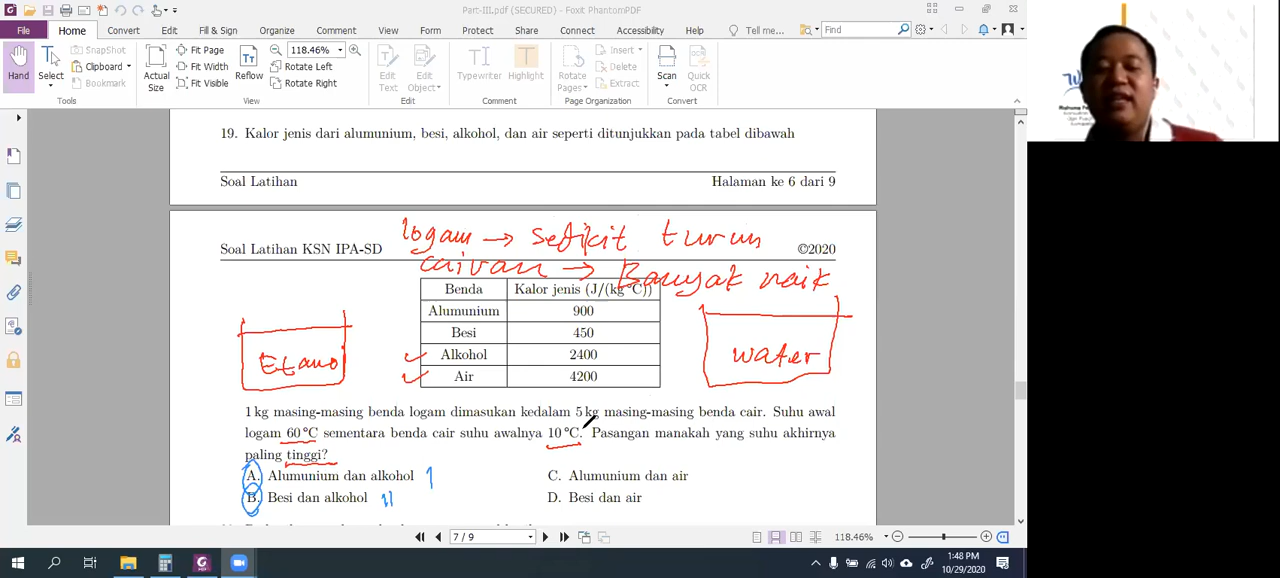 Part-III.pdf (SECURED) - Foxit PhantomPDF
File Home Convert Edit Fill & Sign Organize Comment View Form Protect Share Connect Accessibility Help Tell me... Find
Hand
Select
SnapShot
Clipboard
Bookmark
Tools
Actual Size
Fit Page
Fit Width
Fit Visible
Reflow
118.46%
Rotate Left
Rotate Right
View
Edit Text
Edit Object
Edit
Typewriter
Highlight
Comment
Rotate Pages
Insert
Delete
Extract
Page Organization
Scan
Quick OCR
Convert
19. Kalor jenis dari alumunium, besi, alkohol, dan air seperti ditunjukkan pada tabel dibawah
Soal Latihan Halaman ke 6 dari 9
logam → sedikit turun
Soal Latihan KSN IPA-SD ©2020
cairan → Banyak naik
Benda Kalor jenis (J/(kg °C))
Alumunium 900
Besi 450
Alkohol 2400
Air 4200
Etano
water
1 kg masing-masing benda logam dimasukan kedalam 5 kg masing-masing benda cair. Suhu awal
logam 60 °C sementara benda cair suhu awalnya 10 °C. Pasangan manakah yang suhu akhirnya
paling tinggi?
A. Alumunium dan alkohol C. Alumunium dan air
B. Besi dan alkohol D. Besi dan air
7 / 9 118.46%
1:48 PM
10/29/2020